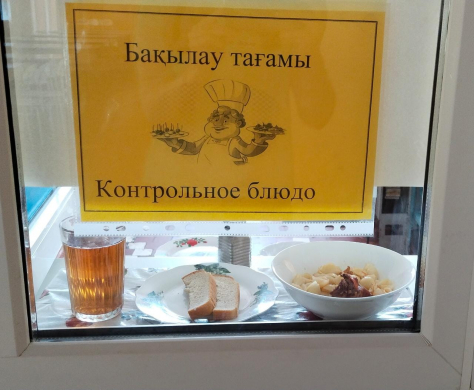 Бақылау тағамы
Контрольное блюдо